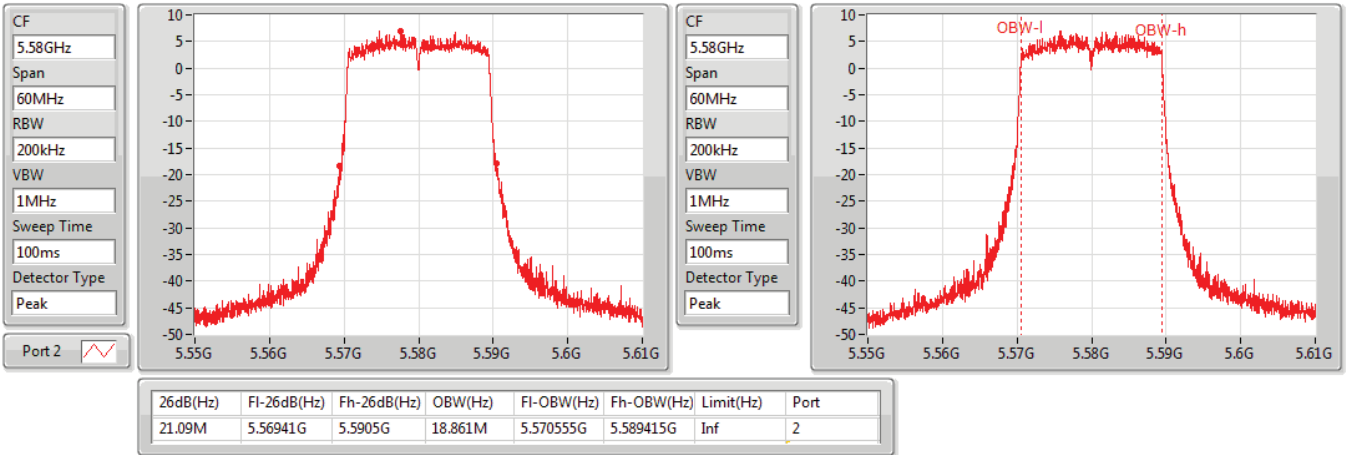 CF
5.58GHz
Span
60MHz
RBW
200kHz
VBW
1MHz
Sweep Time
100ms
Detector Type
Peak
Port 2
10
5
0
-5
-10
-15
-20
-25
-30
-35
-40
-45
-50
5.55G 5.56G 5.57G 5.58G 5.59G 5.6G 5.61G
CF
5.58GHz
Span
60MHz
RBW
200kHz
VBW
1MHz
Sweep Time
100ms
Detector Type
Peak
OBW-l OBW-h
10
5
0
-5
-10
-15
-20
-25
-30
-35
-40
-45
-50
5.55G 5.56G 5.57G 5.58G 5.59G 5.6G 5.61G
26dB(Hz) Fl-26dB(Hz) Fh-26dB(Hz) OBW(Hz) Fl-OBW(Hz) Fh-OBW(Hz) Limit(Hz) Port
21.09M 5.56941G 5.5905G 18.861M 5.570555G 5.589415G Inf 2